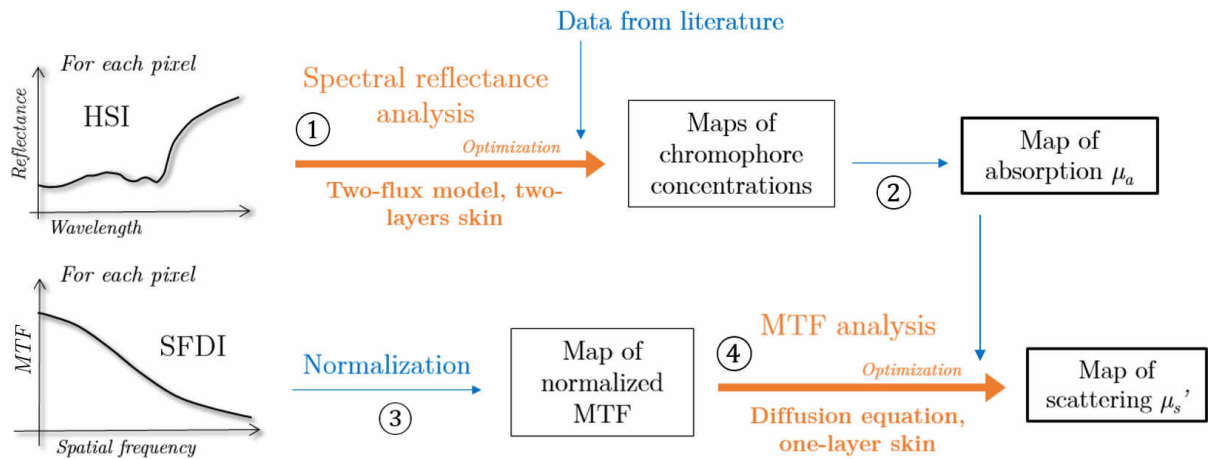 Data from literature
For each pixel
HSI
Reflectance
Wavelength
①
Spectral reflectance
analysis
Optimization
Two-flux model, two-
layers skin
Maps of
chromophore
concentrations
②
Map of
absorption μₐ
For each pixel
SFDI
MTF
Spatial frequency
Normalization
③
Map of
normalized
MTF
④
MTF analysis
Optimization
Diffusion equation,
one-layer skin
Map of
scattering μₛ'